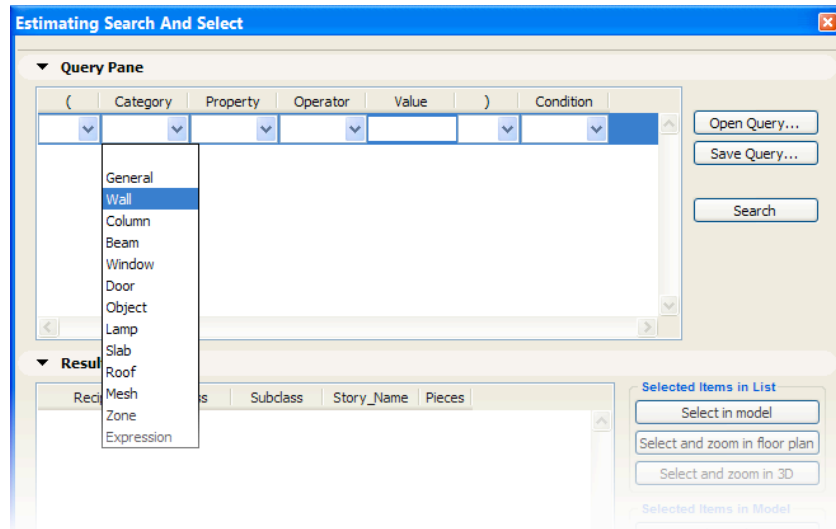 Estimating Search And Select
Query Pane
( Category Property Operator Value ) Condition
Open Query...
Save Query...
Search
General
Wall
Column
Beam
Window
Door
Object
Lamp
Slab
Roof
Mesh
Zone
Expression
Subclass Story_Name Pieces
Selected Items in List
Select in model
Select and zoom in floor plan
Select and zoom in 3D
Selected Items in Model